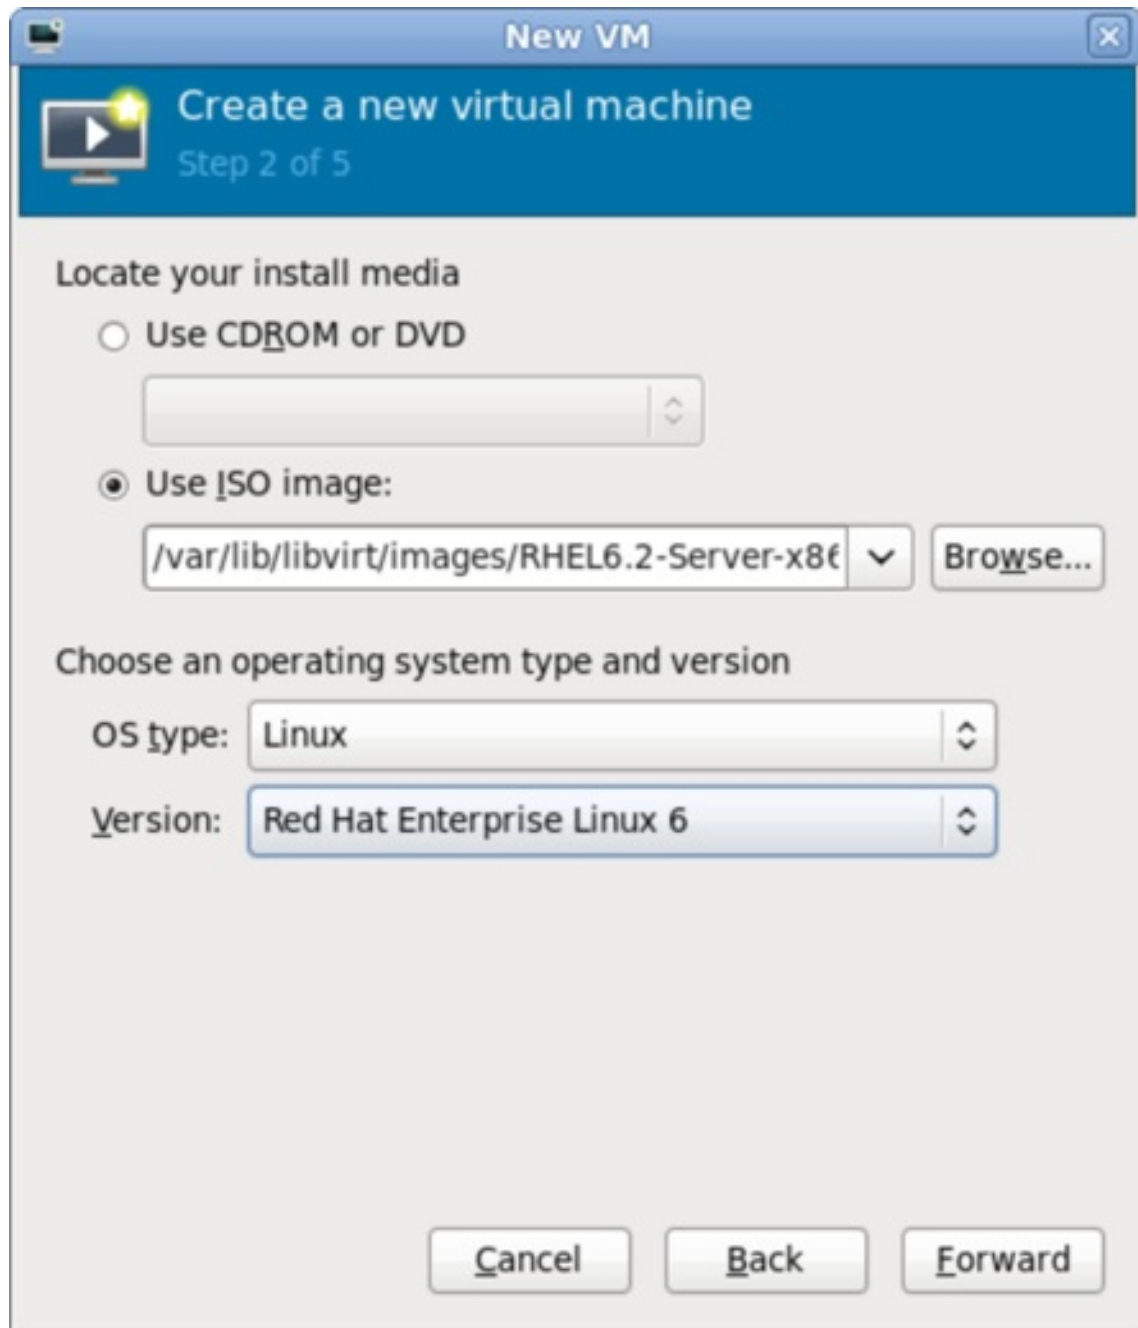 New VM
Create a new virtual machine
Step 2 of 5
Locate your install media
Use CDROM or DVD
Use ISO image:
/var/lib/libvirt/images/RHEL6.2-Server-x86
Browse...
Choose an operating system type and version
OS type: Linux
Version: Red Hat Enterprise Linux 6
Cancel Back Forward